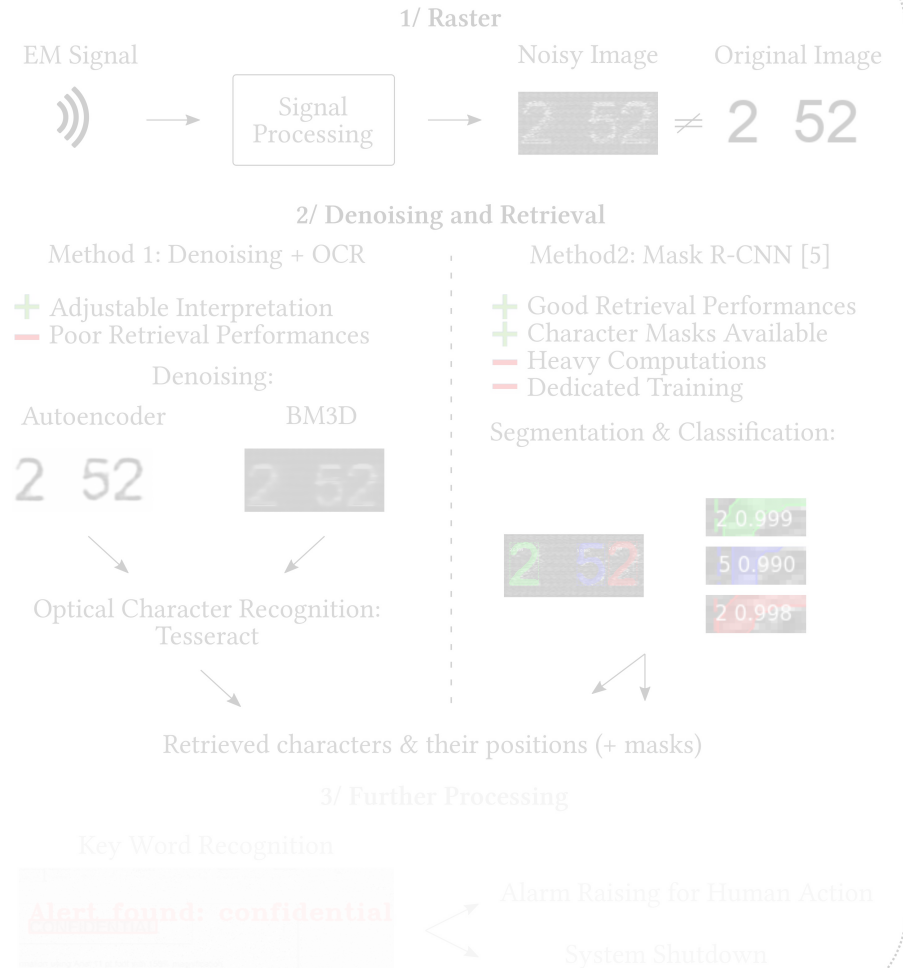 1/ Raster
EM Signal
Signal
Processing
Noisy Image
2 52
≠
Original Image
2 52
2/ Denoising and Retrieval
Method 1: Denoising + OCR
+ Adjustable Interpretation
− Poor Retrieval Performances
Denoising:
Autoencoder
2 52
BM3D
2 52
Optical Character Recognition:
Tesseract
Method2: Mask R-CNN [5]
+ Good Retrieval Performances
+ Character Masks Available
− Heavy Computations
− Dedicated Training
Segmentation & Classification:
2 52
2 0.999
5 0.990
2 0.998
Retrieved characters & their positions (+ masks)
3/ Further Processing
Key Word Recognition
Alert found: confidential
CONFIDENTIAL
Alarm Raising for Human Action
System Shutdown